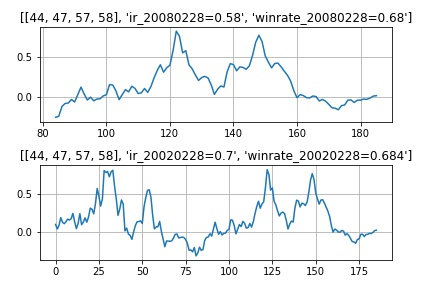 [[44, 47, 57, 58], 'ir_20080228=0.58', 'winrate_20080228=0.68']
0.5
0.0
80 100 120 140 160 180
[[44, 47, 57, 58], 'ir_20020228=0.7', 'winrate_20020228=0.684']
0.5
0.0
0 25 50 75 100 125 150 175